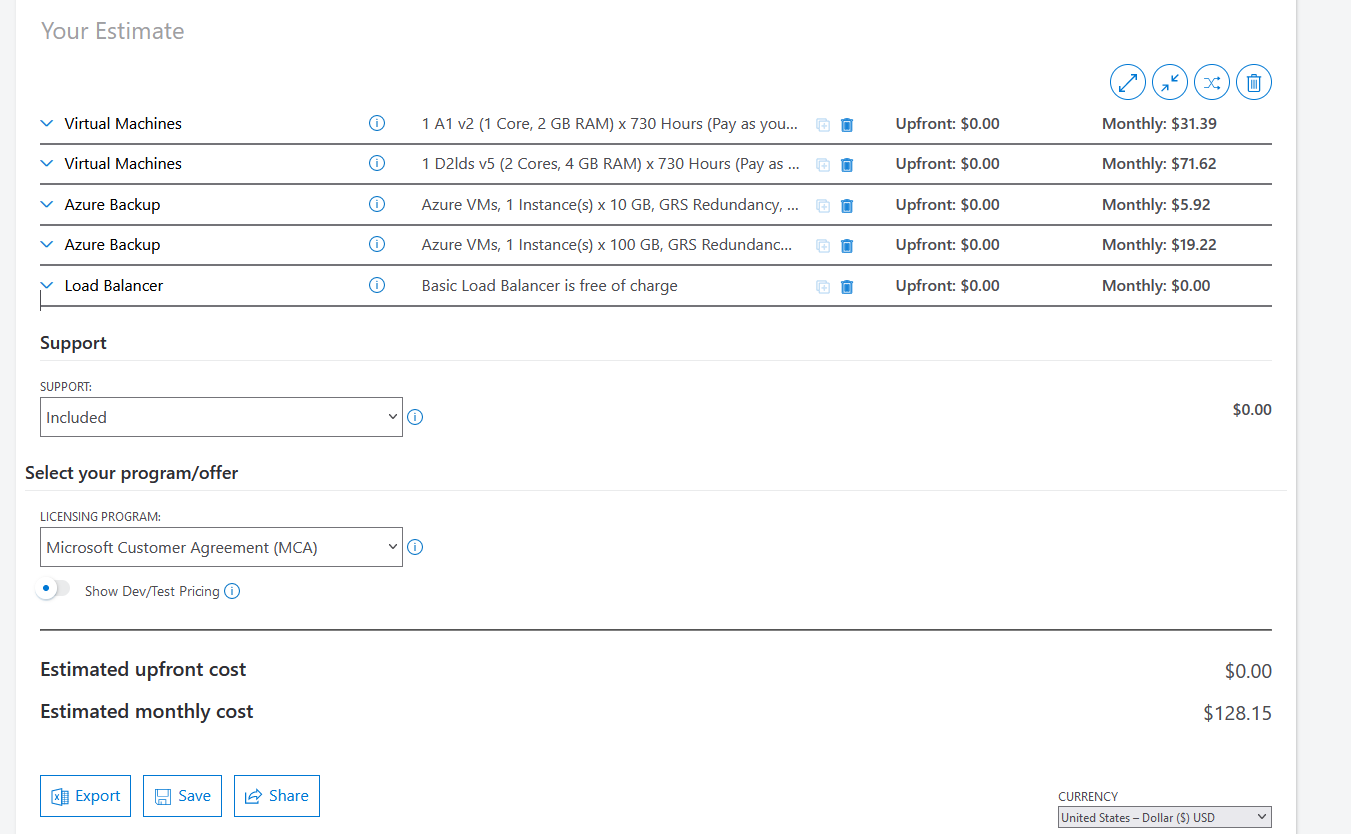 Your Estimate
Virtual Machines 1 A1 v2 (1 Core, 2 GB RAM) x 730 Hours (Pay as you... Upfront: $0.00 Monthly: $31.39
Virtual Machines 1 D2lds v5 (2 Cores, 4 GB RAM) x 730 Hours (Pay as ... Upfront: $0.00 Monthly: $71.62
Azure Backup Azure VMs, 1 Instance(s) x 10 GB, GRS Redundancy, ... Upfront: $0.00 Monthly: $5.92
Azure Backup Azure VMs, 1 Instance(s) x 100 GB, GRS Redundanc... Upfront: $0.00 Monthly: $19.22
Load Balancer Basic Load Balancer is free of charge Upfront: $0.00 Monthly: $0.00
Support
SUPPORT:
Included $0.00
Select your program/offer
LICENSING PROGRAM:
Microsoft Customer Agreement (MCA)
Show Dev/Test Pricing
Estimated upfront cost $0.00
Estimated monthly cost $128.15
Export Save Share
CURRENCY
United States – Dollar ($) USD